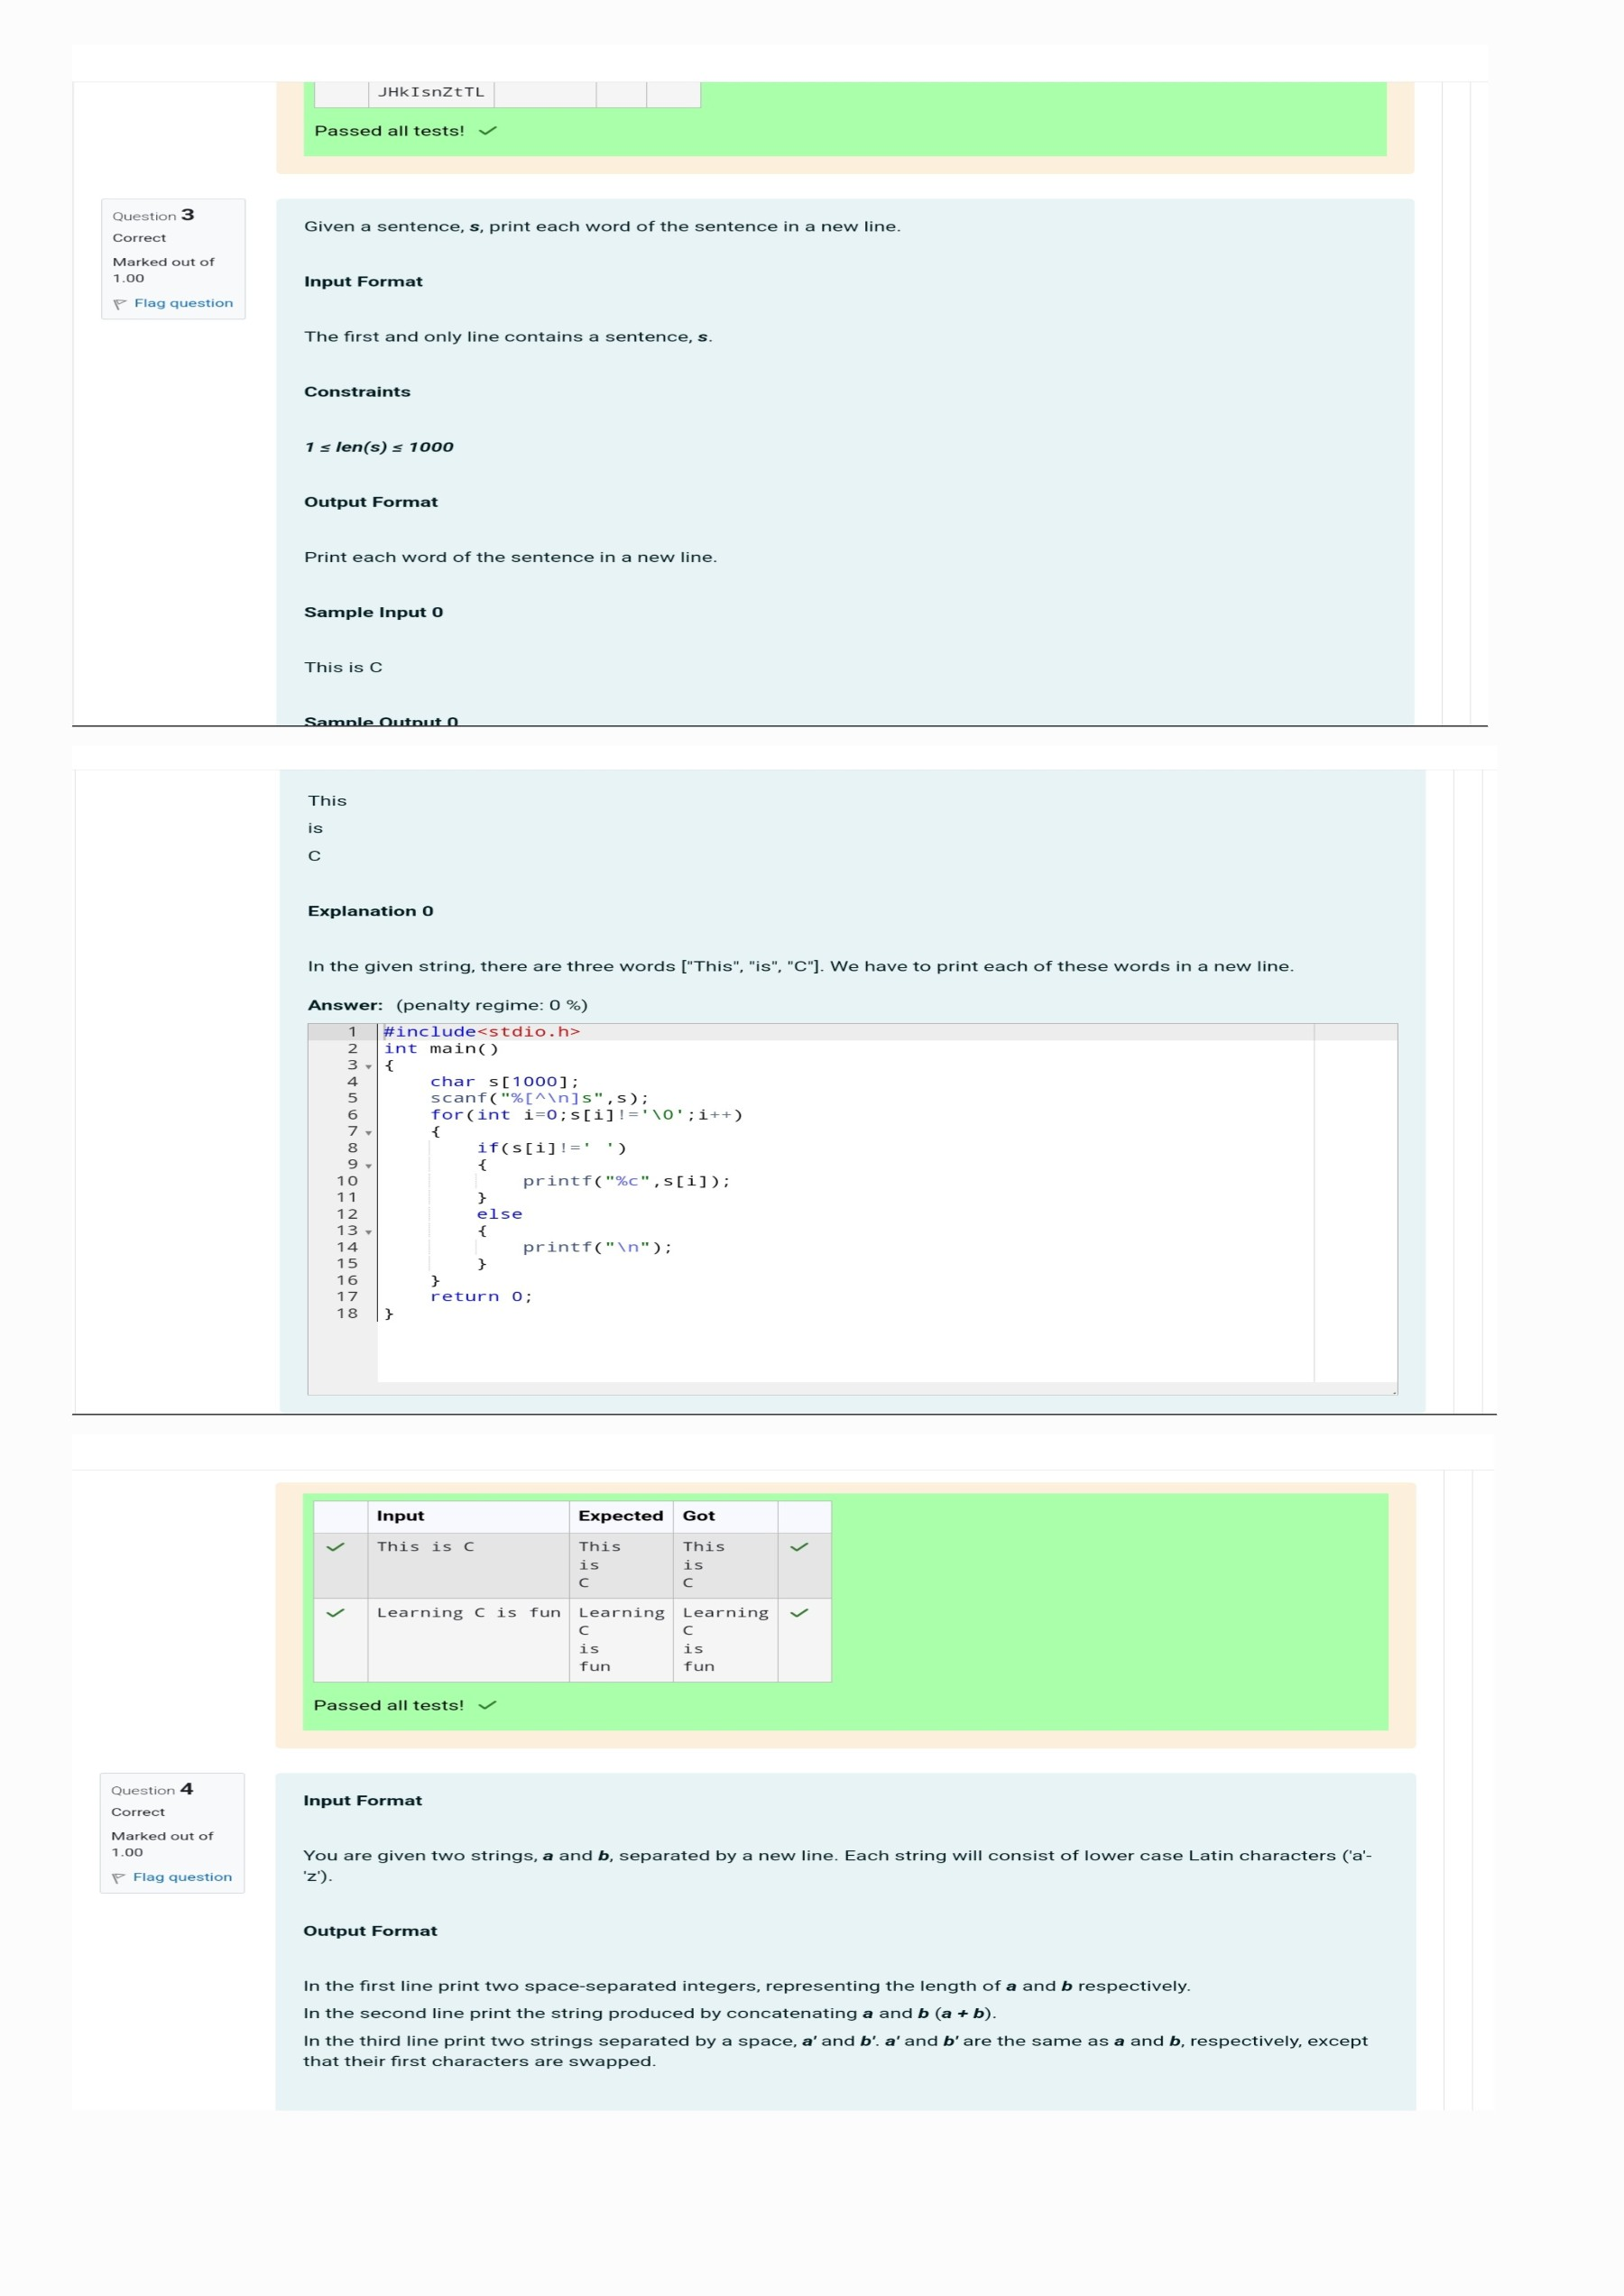 JHkIsnZtTL
Passed all tests!
Question 3
Correct
Marked out of
1.00
Flag question
Given a sentence, s, print each word of the sentence in a new line.
Input Format
The first and only line contains a sentence, s.
Constraints
1 ≤ len(s) ≤ 1000
Output Format
Print each word of the sentence in a new line.
Sample Input 0
This is C
Sample Output 0
This
is
C
Explanation 0
In the given string, there are three words ["This", "is", "C"]. We have to print each of these words in a new line.
Answer: (penalty regime: 0 %)
1 #include<stdio.h>
2 int main()
3 {
4     char s[1000];
5     scanf("%[^\n]s",s);
6     for(int i=0;s[i]!='\0';i++)
7     {
8         if(s[i]!=' ')
9         {
10             printf("%c",s[i]);
11         }
12         else
13         {
14             printf("\n");
15         }
16     }
17     return 0;
18 }
Input Expected Got
This is C This This
is is
C C
Learning C is fun Learning Learning
C C
is is
fun fun
Passed all tests!
Question 4
Correct
Marked out of
1.00
Flag question
Input Format
You are given two strings, a and b, separated by a new line. Each string will consist of lower case Latin characters ('a'-
'z').
Output Format
In the first line print two space-separated integers, representing the length of a and b respectively.
In the second line print the string produced by concatenating a and b (a + b).
In the third line print two strings separated by a space, a' and b'. a' and b' are the same as a and b, respectively, except
that their first characters are swapped.